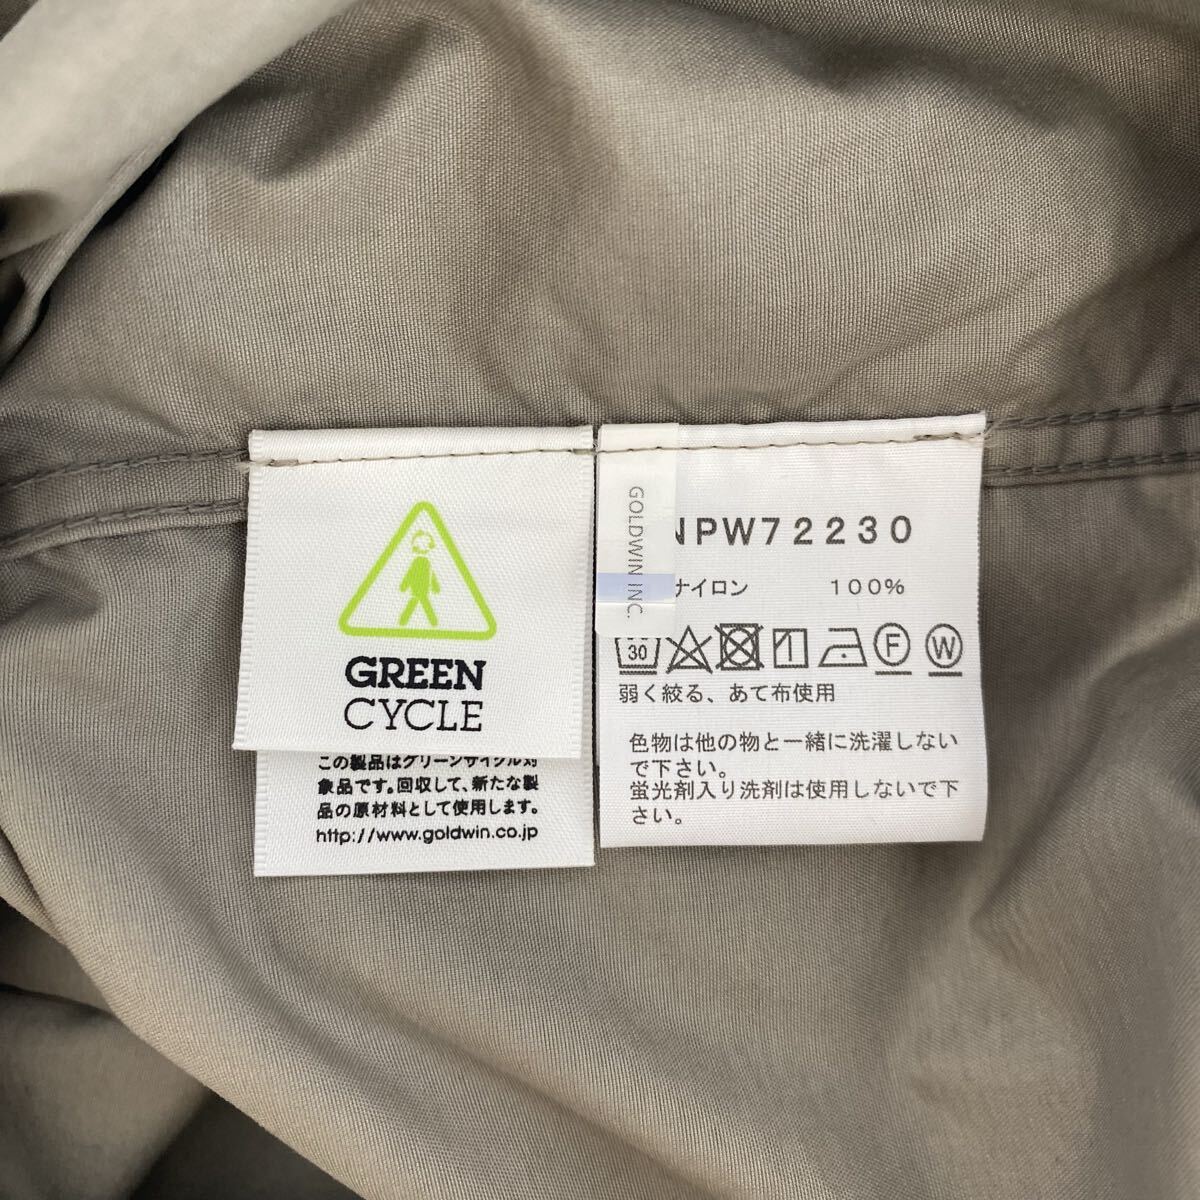 GREEN
CYCLE
この製品はグリーンサイクル対
象品です。回収して、新たな製
品の原材料として使用します。
http://www.goldwin.co.jp
GOLDWIN INC.
NPW72230
ナイロン 100%
30 F W
弱く絞る、あて布使用
色物は他の物と一緒に洗濯しない
で下さい。
蛍光剤入り洗剤は使用しないで下
さい。